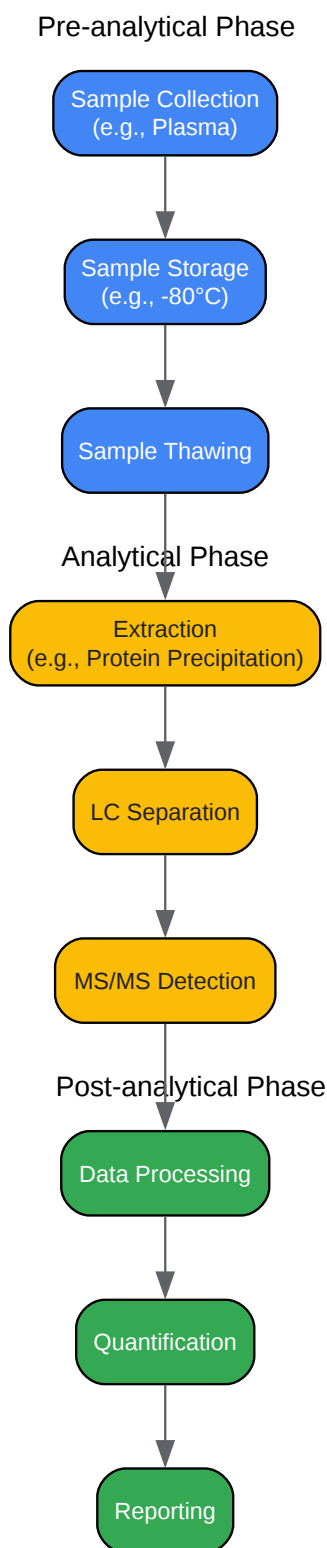 Pre-analytical Phase
Sample Collection
(e.g., Plasma)
Sample Storage
(e.g., -80°C)
Sample Thawing
Analytical Phase
Extraction
(e.g., Protein Precipitation)
LC Separation
MS/MS Detection
Post-analytical Phase
Data Processing
Quantification
Reporting